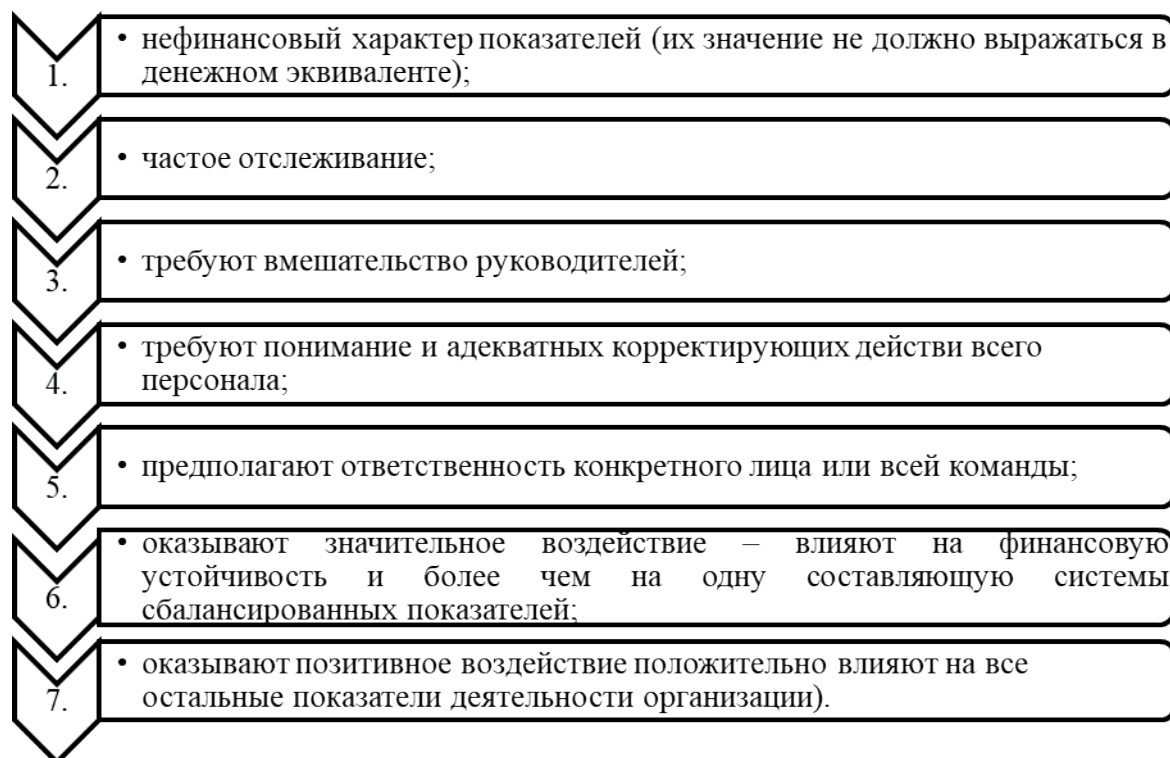 1.
• нефинансовый характер показателей (их значение не должно выражаться в
денежном эквиваленте);
2.
• частое отслеживание;
3.
• требуют вмешательство руководителей;
4.
• требуют понимание и адекватных корректирующих действи всего
персонала;
5.
• предполагают ответственность конкретного лица или всей команды;
6.
• оказывают значительное воздействие – влияют на финансовую
устойчивость и более чем на одну составляющую системы
сбалансированных показателей;
7.
• оказывают позитивное воздействие положительно влияют на все
остальные показатели деятельности организации).